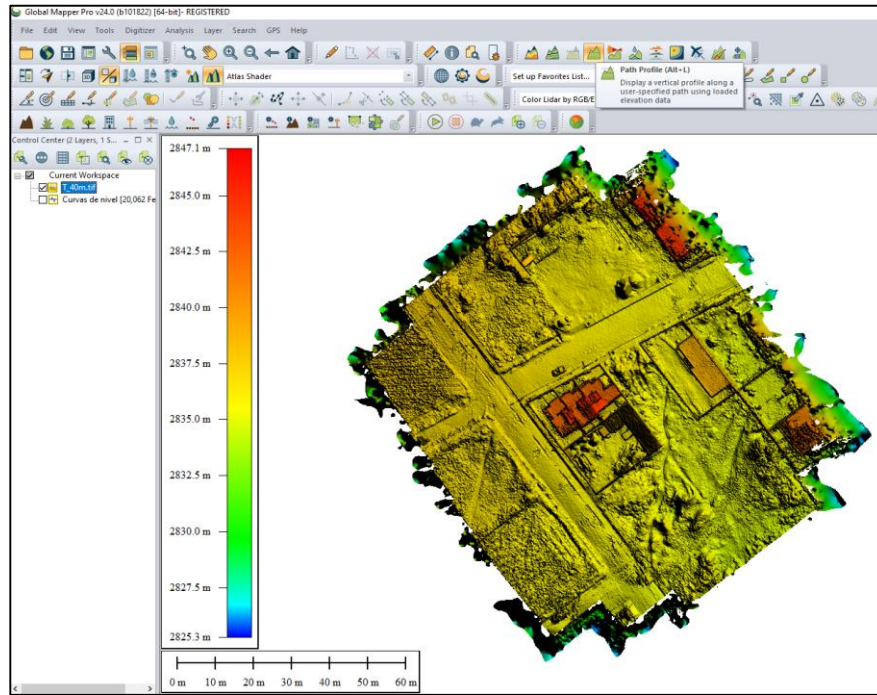 Global Mapper Pro v24.0 (b101822) [64-bit]- REGISTERED
File Edit View Tools Digitizer Analysis Layer Search GPS Help
Atlas Shader
Set up Favorites List...
Path Profile (Alt+L)
Display a vertical profile along a
user-specified path using loaded
elevation data
Color Lidar by RGB/E
Control Center (2 Layers, 1 S...
Current Workspace
T_40m.tif
Curvas de nivel [20,062 Fe
2847.1 m
2845.0 m
2842.5 m
2840.0 m
2837.5 m
2835.0 m
2832.5 m
2830.0 m
2827.5 m
2825.3 m
0 m 10 m 20 m 30 m 40 m 50 m 60 m